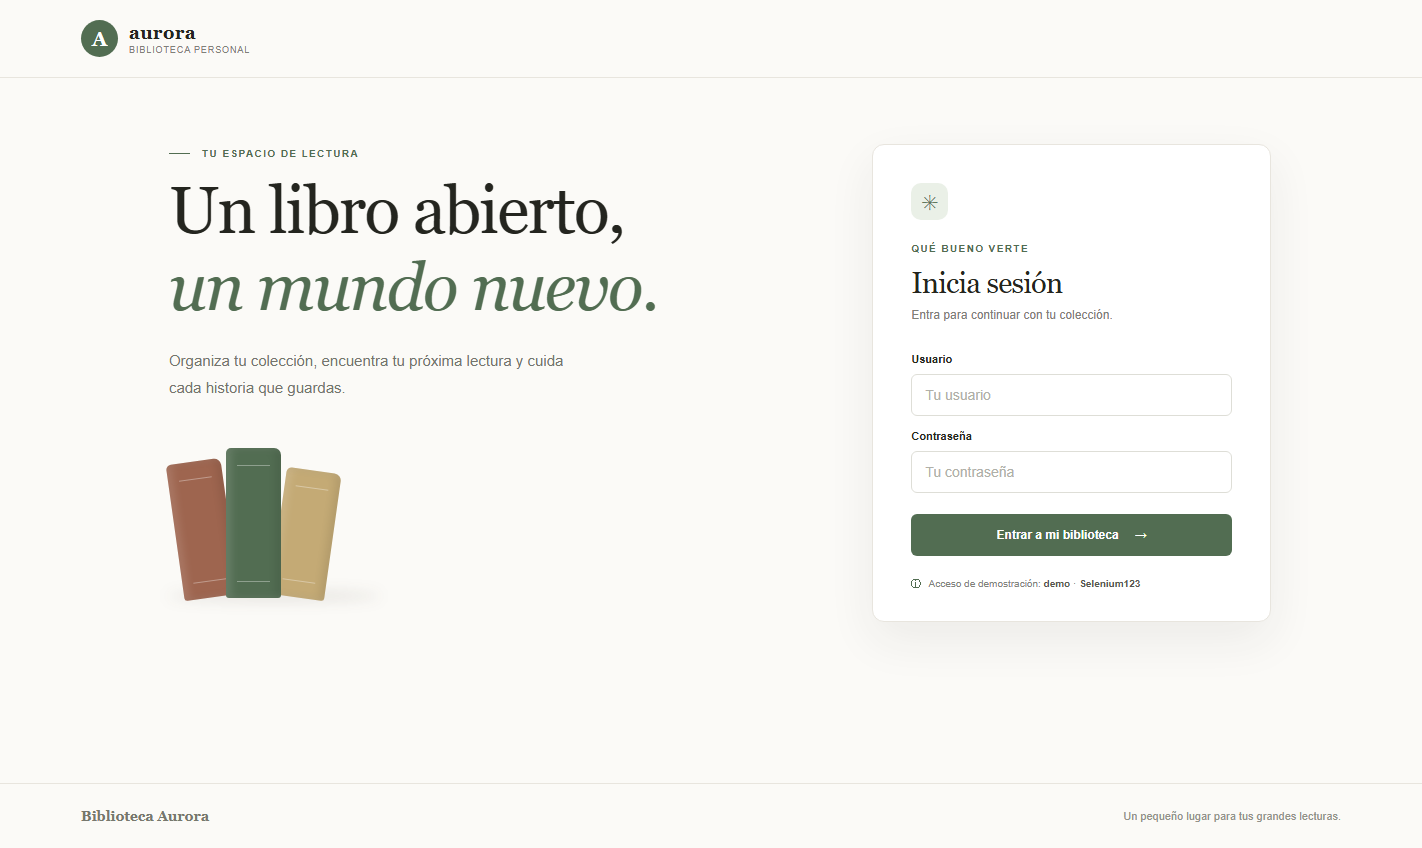 A
aurora
BIBLIOTECA PERSONAL
TU ESPACIO DE LECTURA
Un libro abierto,
un mundo nuevo.
Organiza tu colección, encuentra tu próxima lectura y cuida
cada historia que guardas.
QUÉ BUENO VERTE
Inicia sesión
Entra para continuar con tu colección.
Usuario
Tu usuario
Contraseña
Tu contraseña
Entrar a mi biblioteca →
ⓘ Acceso de demostración: demo · Selenium123
Biblioteca Aurora
Un pequeño lugar para tus grandes lecturas.